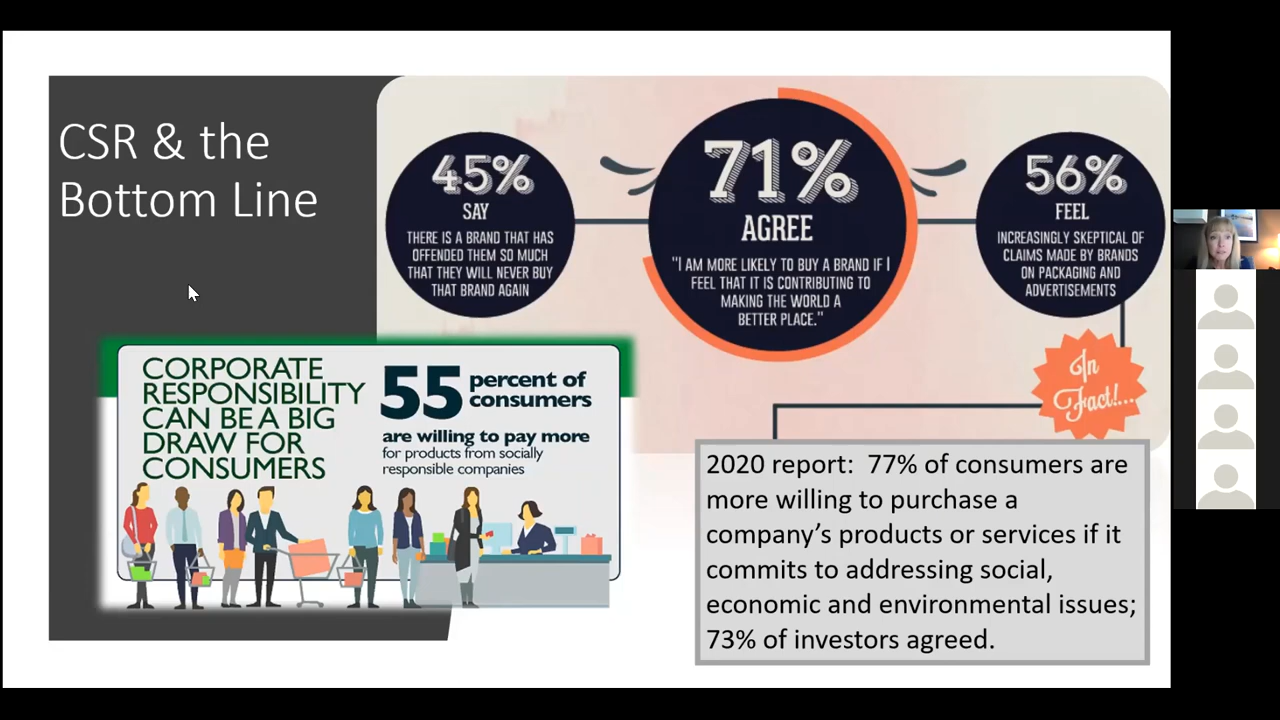 CSR & the
Bottom Line
45%
SAY
THERE IS A BRAND THAT HAS
OFFENDED THEM SO MUCH
THAT THEY WILL NEVER BUY
THAT BRAND AGAIN
71%
AGREE
"I AM MORE LIKELY TO BUY A BRAND IF I
FEEL THAT IT IS CONTRIBUTING TO
MAKING THE WORLD A
BETTER PLACE."
56%
FEEL
INCREASINGLY SKEPTICAL OF
CLAIMS MADE BY BRANDS
ON PACKAGING AND
ADVERTISEMENTS
In
Fact!...
CORPORATE
RESPONSIBILITY
CAN BE A BIG
DRAW FOR
CONSUMERS
55 percent of
consumers
are willing to pay more
for products from socially
responsible companies
2020 report: 77% of consumers are
more willing to purchase a
company's products or services if it
commits to addressing social,
economic and environmental issues;
73% of investors agreed.